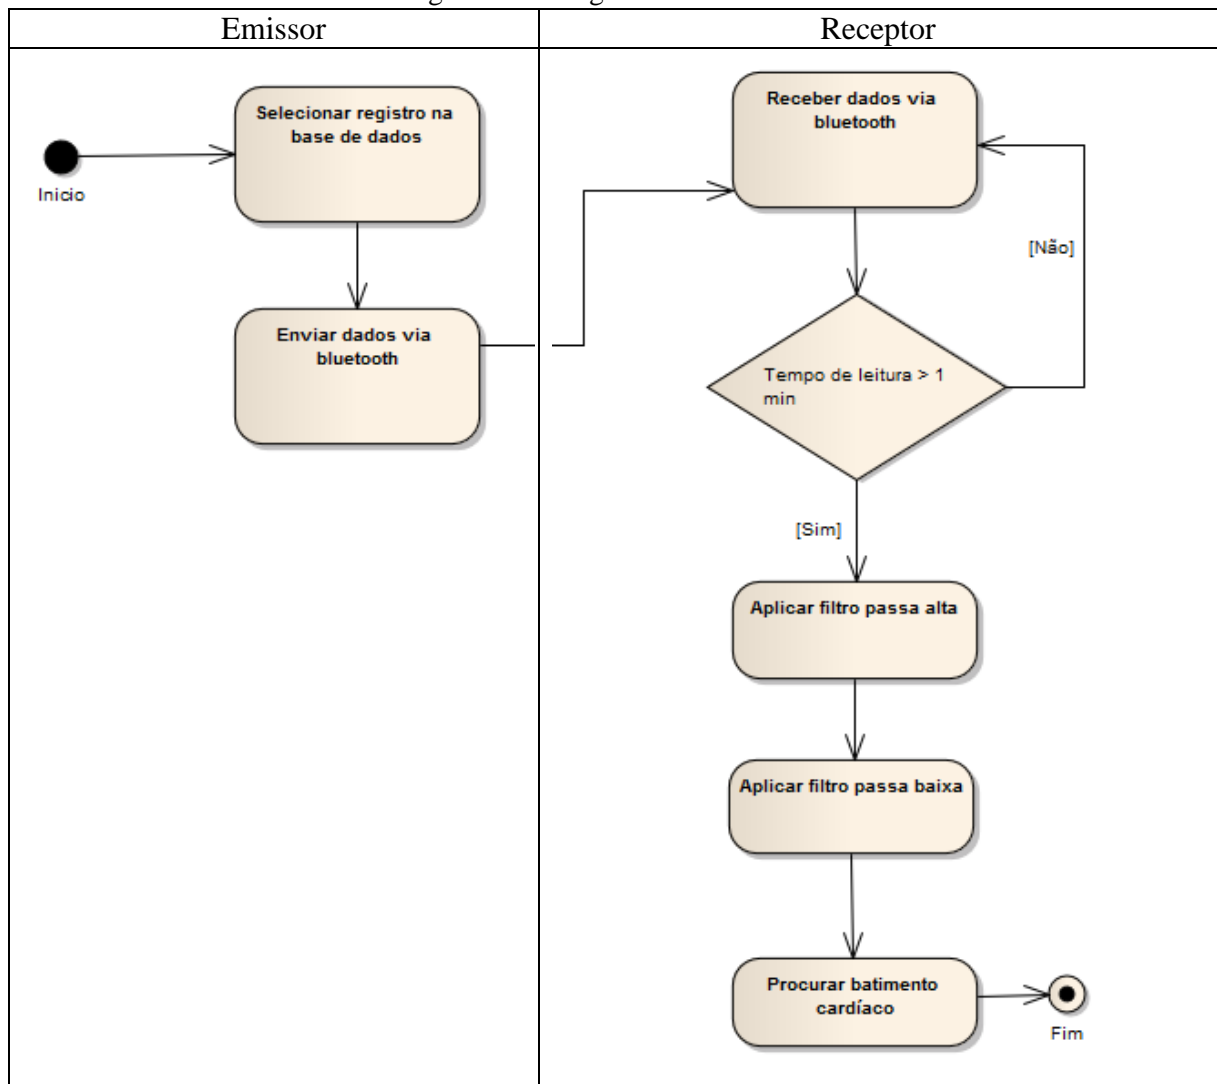 Emissor
Receptor
Inicio
Selecionar registro na
base de dados
Enviar dados via
bluetooth
Receber dados via
bluetooth
[Não]
Tempo de leitura > 1
min
[Sim]
Aplicar filtro passa alta
Aplicar filtro passa baixa
Procurar batimento
cardíaco
Fim